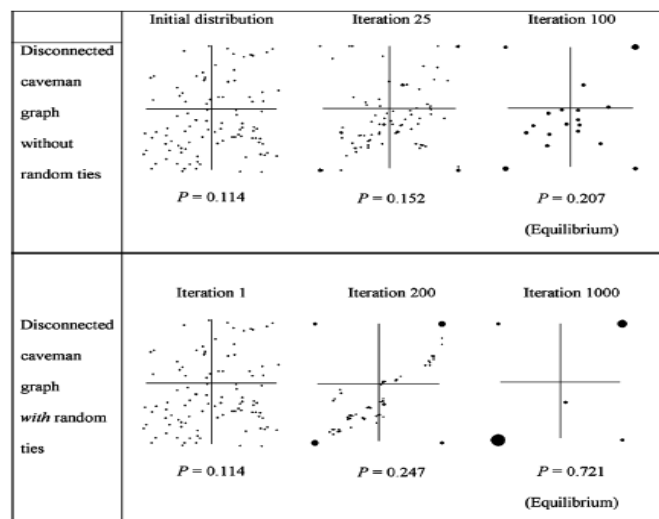 Initial distribution Iteration 25 Iteration 100
Disconnected
caveman
graph
without
random ties
P = 0.114 P = 0.152 P = 0.207
(Equilibrium)
Iteration 1 Iteration 200 Iteration 1000
Disconnected
caveman
graph
with random
ties
P = 0.114 P = 0.247 P = 0.721
(Equilibrium)